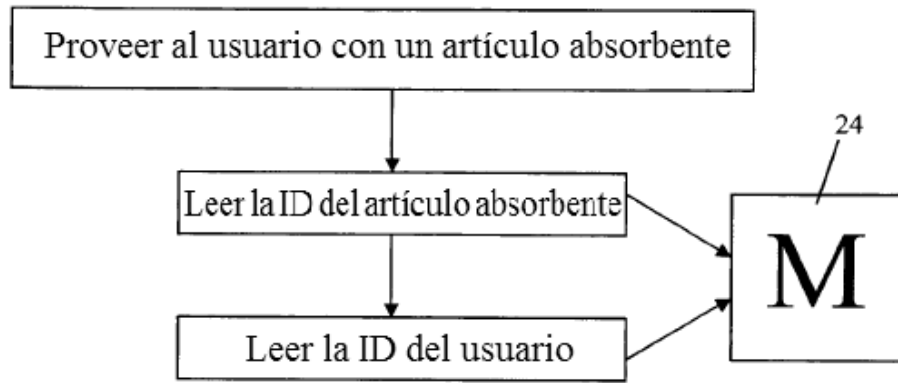 Proveer al usuario con un artículo absorbente
24
Leer la ID del artículo absorbente
M
Leer la ID del usuario